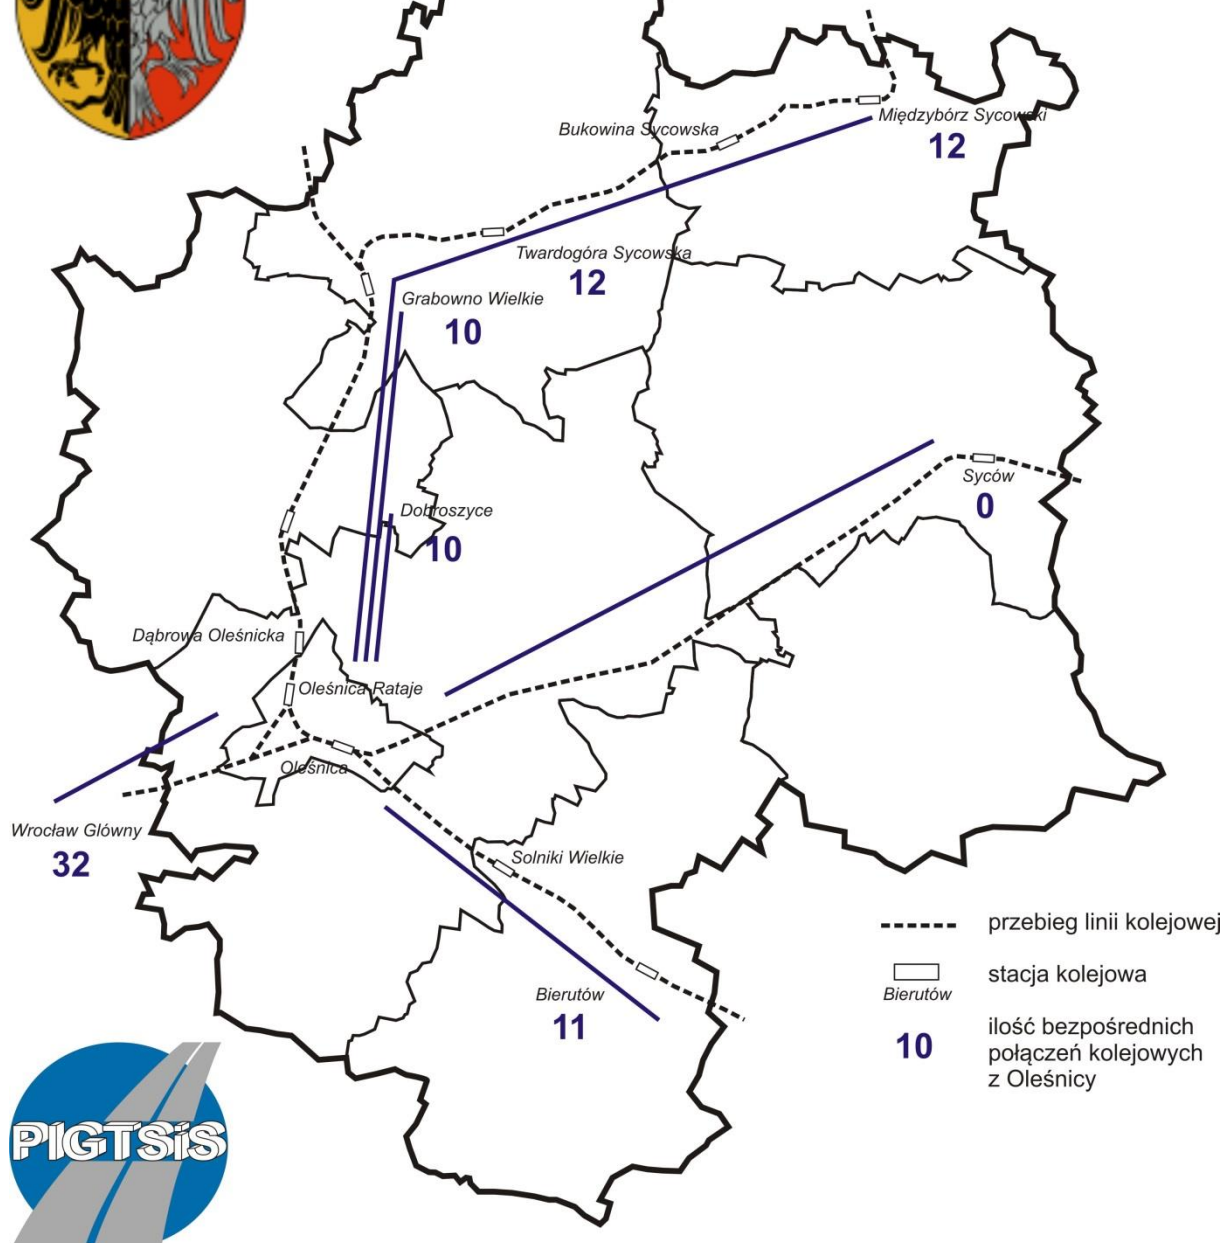 Międzybórz Sycowski
12
Bukowina Sycowska
Twardogóra Sycowska
12
Grabowno Wielkie
10
Syców
0
Dobroszyce
10
Dąbrowa Oleśnicka
Oleśnica Rataje
Oleśnica
Wrocław Glówny
32
Solniki Wielkie
Bierutów
11
przebieg linii kolejowej
stacja kolejowa
Bierutów
10
ilość bezpośrednich
połączeń kolejowych
z Oleśnicy
PIGTSiS